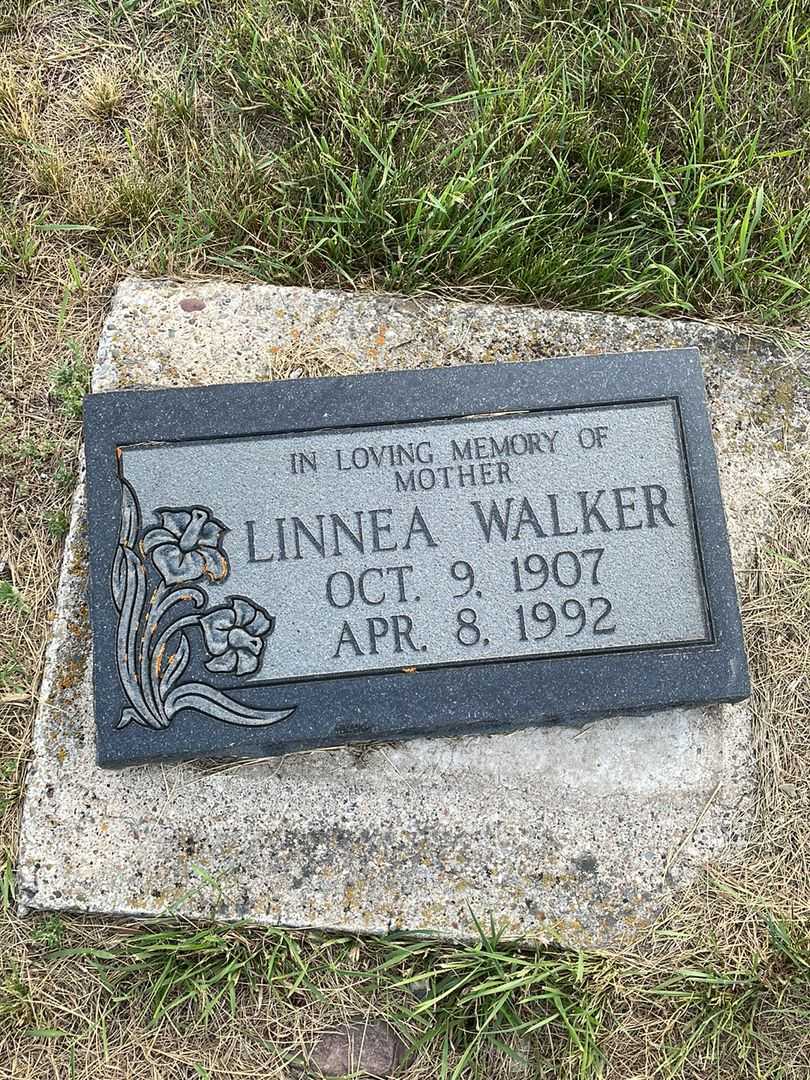 IN LOVING MEMORY OF
MOTHER
LINNEA WALKER
OCT. 9, 1907
APR. 8, 1992